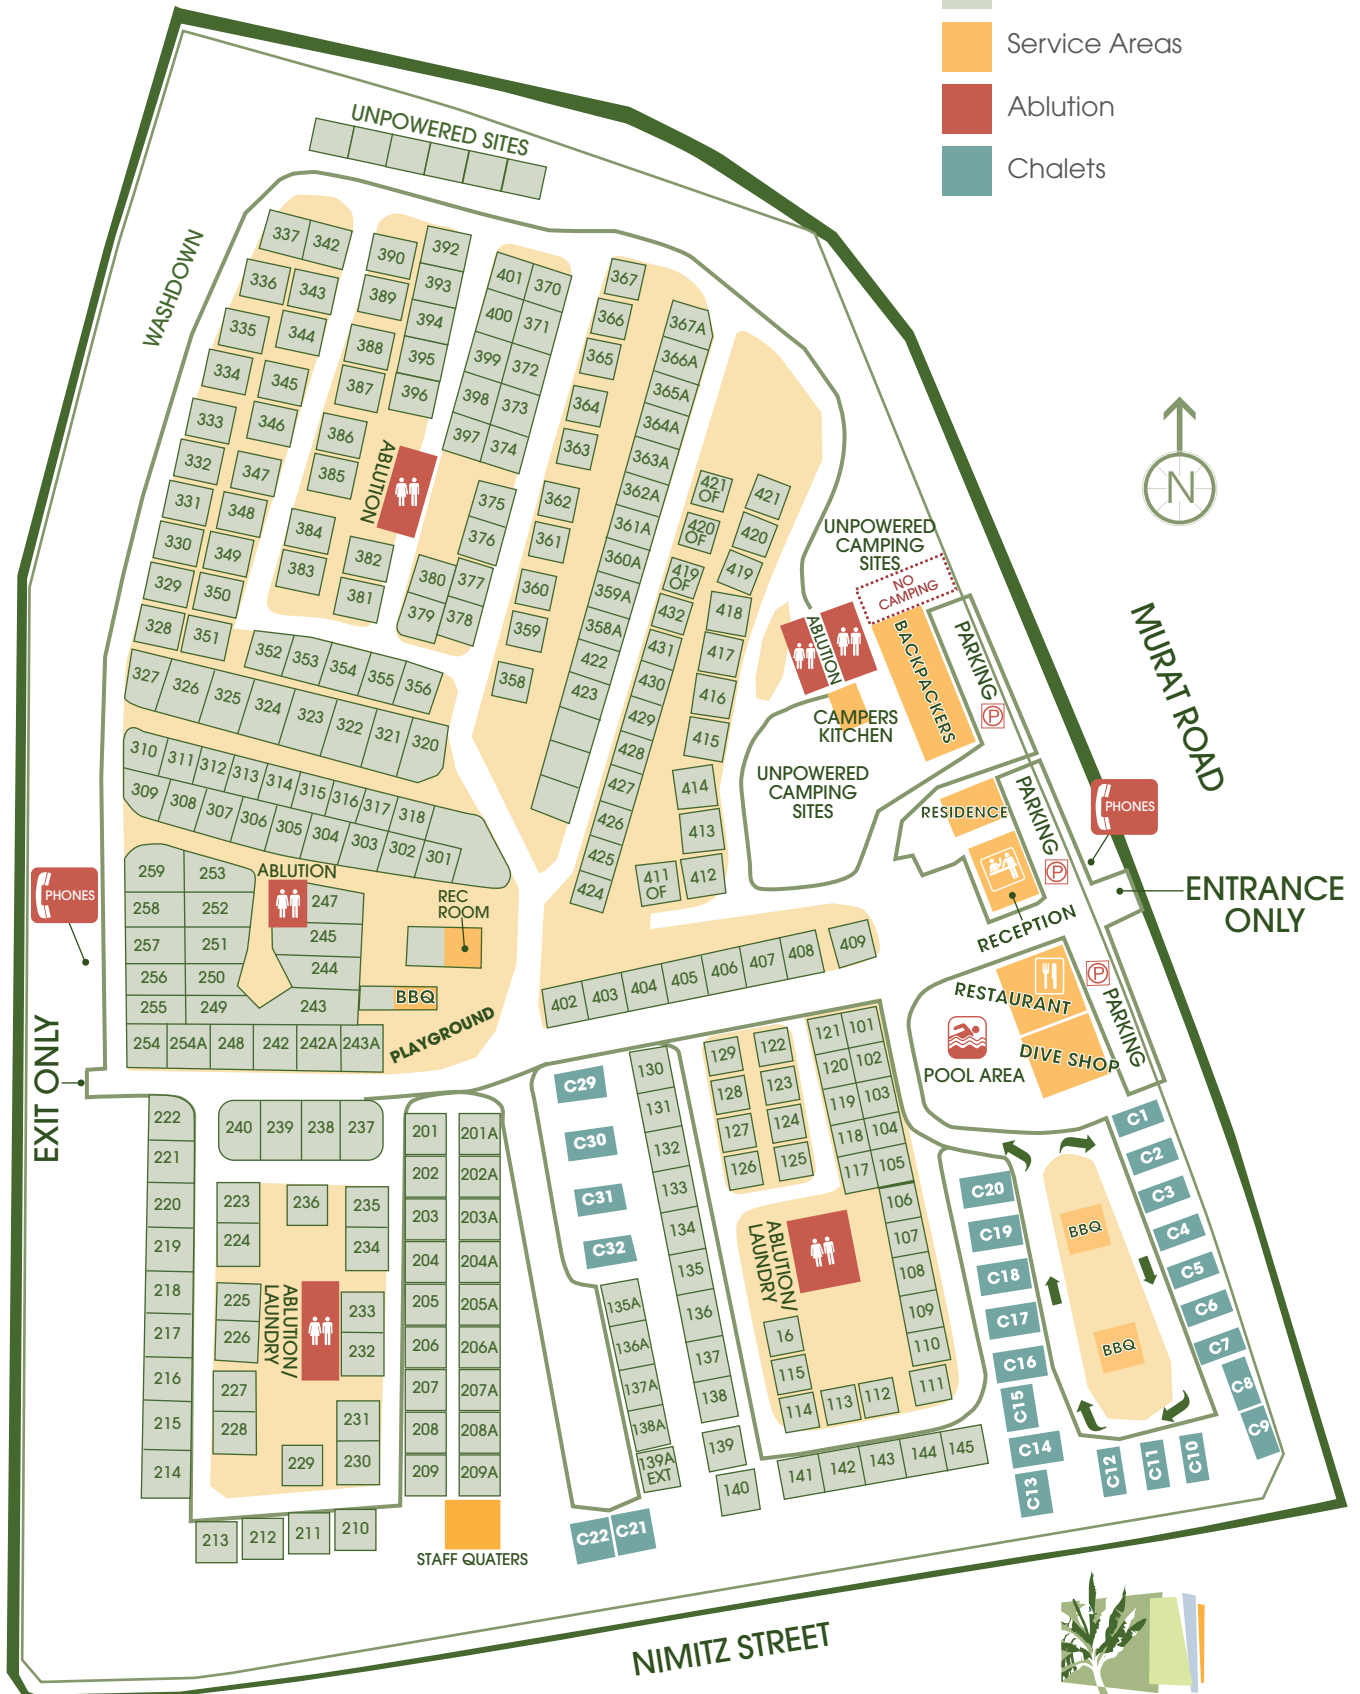 Service Areas
Ablution
Chalets
UNPOWERED SITES
WASHDOWN
337 342
336 343
335 344
334 345
333 346
332 347
331 348
330 349
329 350
328 351
390 392
389 393
388 394
387 395
386 396
385
384
383
382
381
ABLUTION
401 370
400 371
399 372
398 373
397 374
375
376
380 377
379 378
367
366
365
364
363
362
361
360
359
358
367A
366A
365A
364A
363A
362A
361A
360A
359A
358A
422
423
421
OF
420
OF
419
OF
432
431
430
429
428
427
426
425
424
421
420
419
418
417
416
415
414
413
411
OF
412
352 353 354 355 356
327 326 325 324 323 322 321 320
310 311 312 313 314 315 316 317 318
309 308 307 306 305 304 303 302 301
UNPOWERED
CAMPING
SITES
NO
CAMPING
ABLUTION
BACKPACKERS
PARKING
P
CAMPERS
KITCHEN
UNPOWERED
CAMPING
SITES
N
MURAT ROAD
RESIDENCE
PARKING
P
PHONES
RECEPTION
ENTRANCE
ONLY
259 253
258 252
257 251
256 250
255 249
254 254A 248 242 242A 243A
ABLUTION
247
245
244
243
REC
ROOM
BBQ
PLAYGROUND
PHONES
EXIT ONLY
402 403 404 405 406 407 408 409
RESTAURANT
P
PARKING
DIVE SHOP
POOL AREA
222
221
220
219
218
217
216
215
214
240 239 238 237
223
224
236
235
234
225
226
ABLUTION/
LAUNDRY
233
232
227
228
231
230
229
213 212 211 210
201 201A
202 202A
203 203A
204 204A
205 205A
206 206A
207 207A
208 208A
209 209A
STAFF QUATERS
C29
C30
C31
C32
130
131
132
133
134
135
136
137
138
139
140
135A
136A
137A
138A
139A
EXT
C22 C21
129 122
128 123
127 124
126 125
121 101
120 102
119 103
118 104
117 105
106
107
108
109
110
111
ABLUTION/
LAUNDRY
16
115
114 113 112
141 142 143 144 145
C20
C19
C18
C17
C16
C15
C14
C13
C12
C11
C10
C1
C2
C3
C4
C5
C6
C7
C8
C9
BBQ
BBQ
NIMITZ STREET